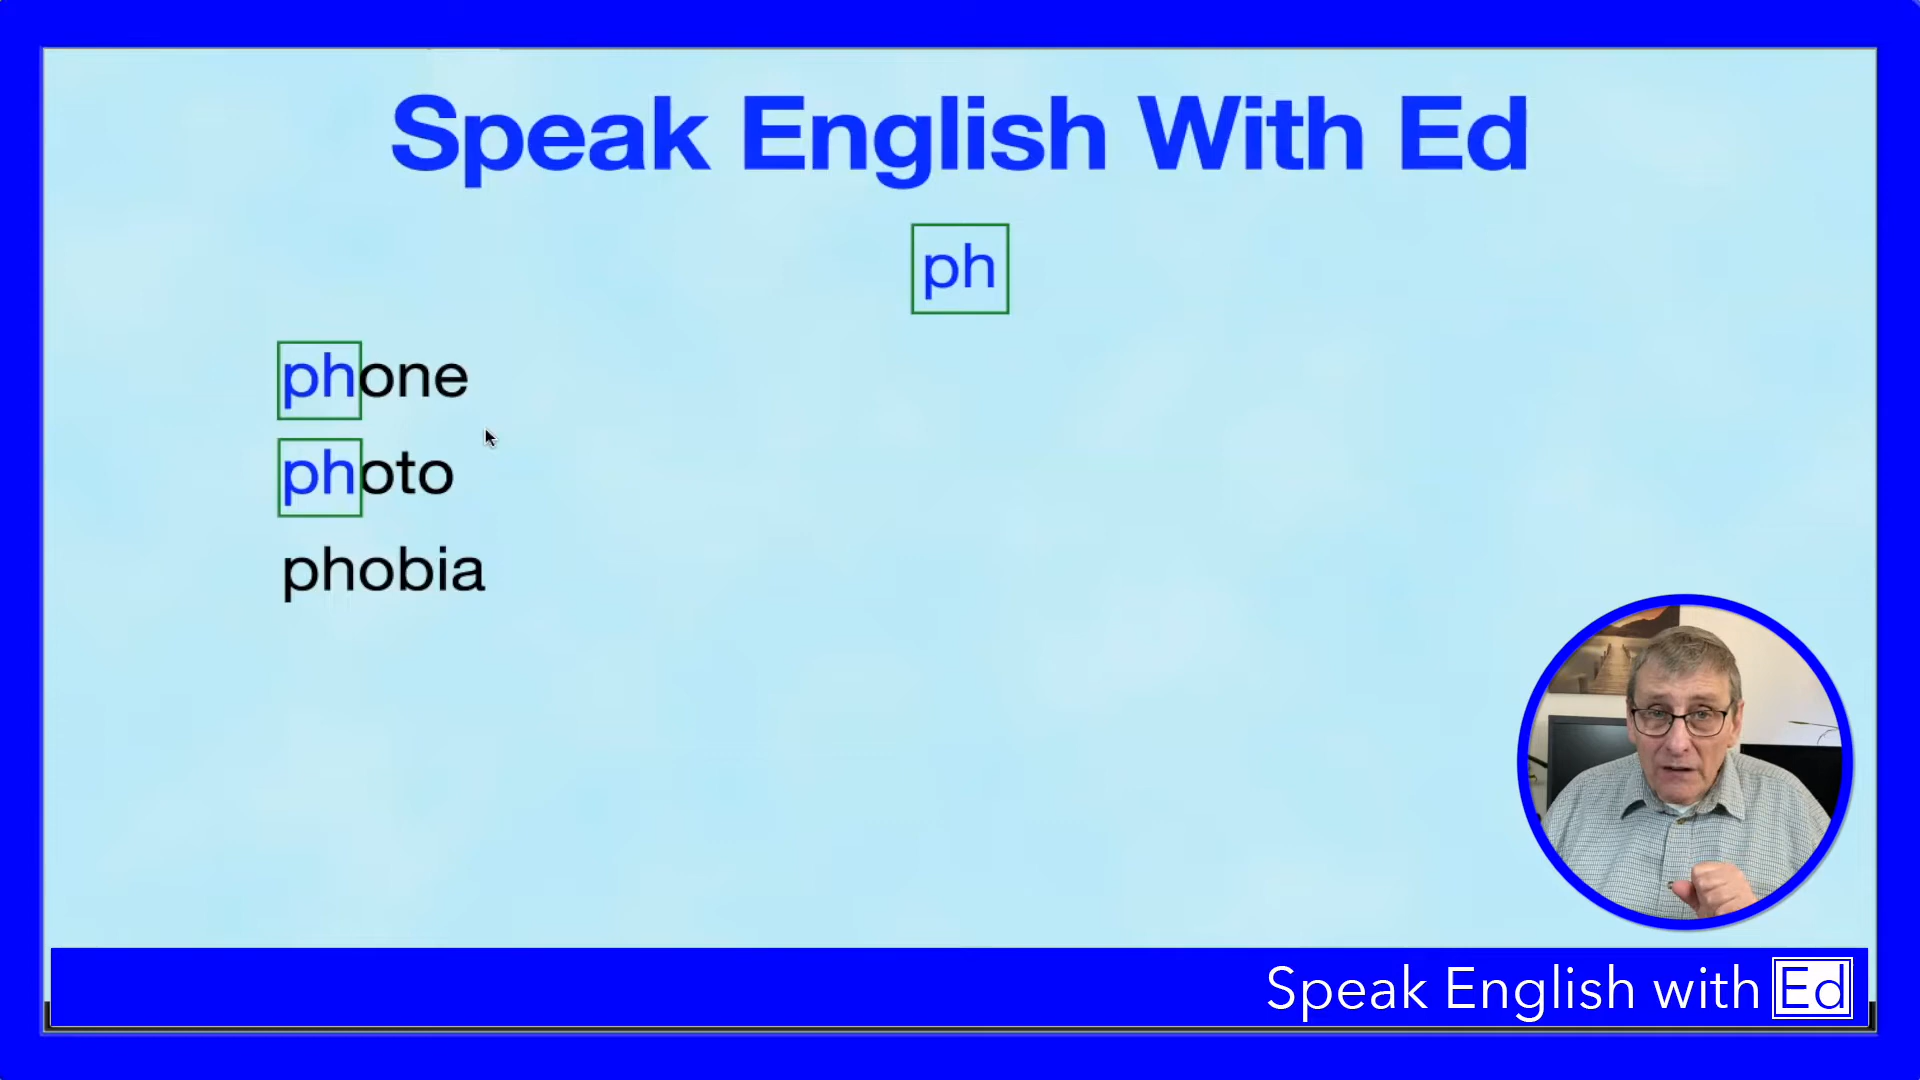 Speak English With Ed
ph
phone
photo
phobia
Speak English with Ed